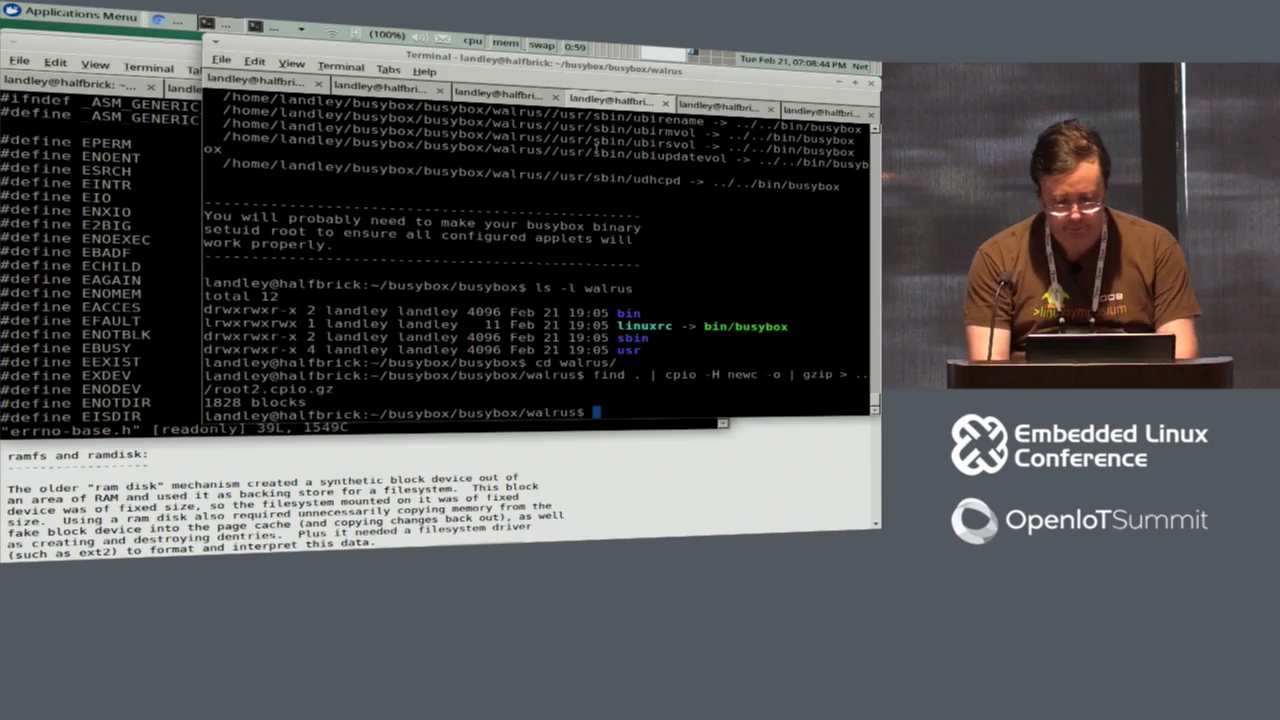 Applications Menu
... ... ...
(100%) cpu mem swap 0:59
Tue Feb 21, 07:08:44 PM Net
File Edit View Terminal Ta
landley@halfbric: ~...
landle
#ifndef _ASM_GENERIC
#define _ASM_GENERIC
#define EPERM
#define ENOENT
#define ESRCH
#define EINTR
#define EIO
#define ENXIO
#define E2BIG
#define ENOEXEC
#define EBADF
#define ECHILD
#define EAGAIN
#define ENOMEM
#define EACCES
#define EFAULT
#define ENOTBLK
#define EBUSY
#define EEXIST
#define EXDEV
#define ENODEV
#define ENOTDIR
#define EISDIR
"errno-base.h" [readonly] 39L, 1549C
Terminal - landley@halfbrick: ~/busybox/busybox/walrus
File Edit View Terminal Tabs Help
landley@halfbri... landley@halfbri... landley@halfbri... landley@halfbri... landley@halfbri... landley@halfbri...
/home/landley/busybox/busybox/walrus//usr/sbin/ubirename -> ../../bin/busybox
/home/landley/busybox/busybox/walrus//usr/sbin/ubirmvol -> ../../bin/busybox
/home/landley/busybox/busybox/walrus//usr/sbin/ubirsvol -> ../../bin/busybox
/home/landley/busybox/busybox/walrus//usr/sbin/ubiupdatevol -> ../../bin/busyb
ox
/home/landley/busybox/busybox/walrus//usr/sbin/udhcpd -> ../../bin/busybox
--------------------------------------------------
You will probably need to make your busybox binary
setuid root to ensure all configured applets will
work properly.
--------------------------------------------------
landley@halfbrick:~/busybox/busybox$ ls -l walrus
total 12
drwxrwxr-x 2 landley landley 4096 Feb 21 19:05 bin
lrwxrwxrwx 1 landley landley 11 Feb 21 19:05 linuxrc -> bin/busybox
drwxrwxr-x 2 landley landley 4096 Feb 21 19:05 sbin
drwxrwxr-x 4 landley landley 4096 Feb 21 19:05 usr
landley@halfbrick:~/busybox/busybox$ cd walrus/
landley@halfbrick:~/busybox/busybox/walrus$ find . | cpio -H newc -o | gzip > ..
/root2.cpio.gz
1828 blocks
landley@halfbrick:~/busybox/busybox/walrus$
ramfs and ramdisk:
------------------
The older "ram disk" mechanism created a synthetic block device out of
an area of RAM and used it as backing store for a filesystem. This block
device was of fixed size, so the filesystem mounted on it was of fixed
size. Using a ram disk also required unnecessarily copying memory from the
fake block device into the page cache (and copying changes back out), as well
as creating and destroying dentries. Plus it needed a filesystem driver
(such as ext2) to format and interpret this data.
Embedded Linux
Conference
OpenIoTSummit